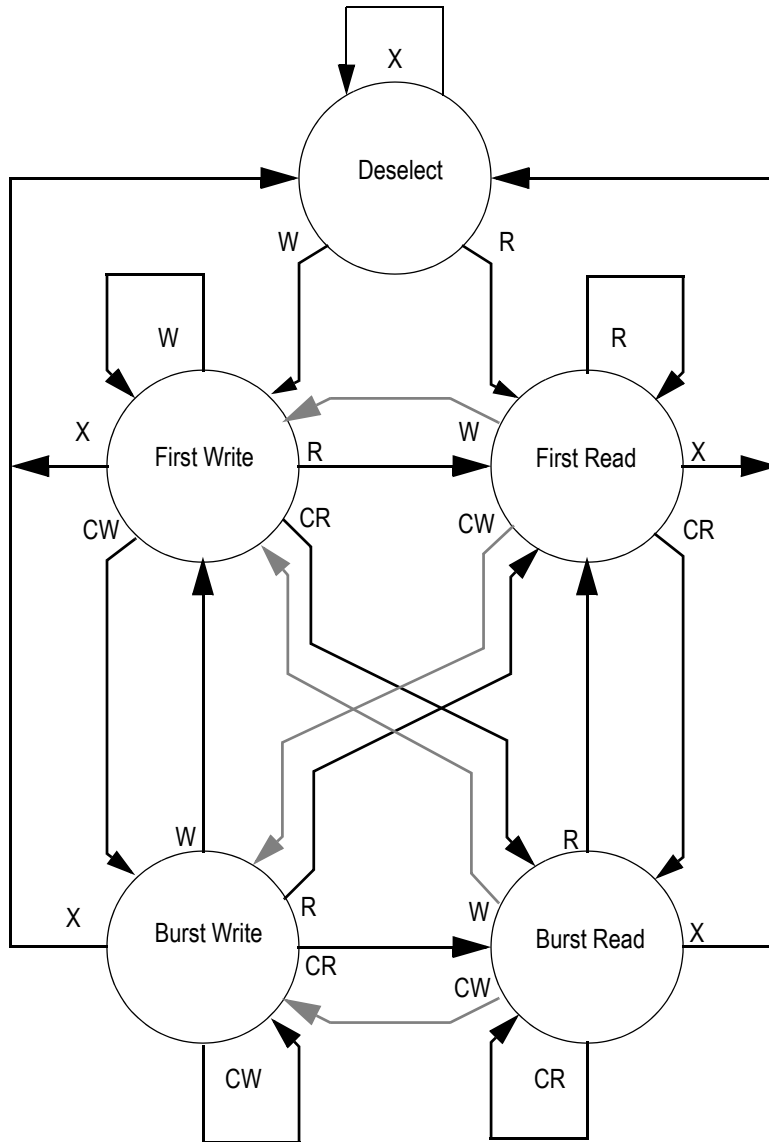 X
Deselect
W
R
W
R
X
First Write
R
W
First Read
X
CW
CR
CW
CR
W
R
X
Burst Write
R
CR
W
CW
Burst Read
X
CW
CR